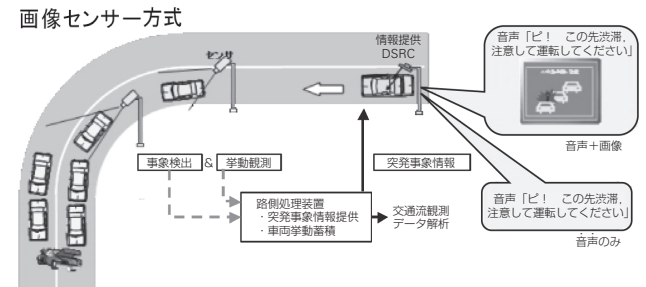 画像センサー方式
センサ
情報提供
DSRC
音声「ピ！　この先渋滞，
注意して運転してください」
音声＋画像
事象検出 & 挙動観測
突発事象情報
路側処理装置
・突発事象情報提供
・車両挙動蓄積
交通流観測
データ解析
音声「ピ！　この先渋滞，
注意して運転してください」
音声のみ